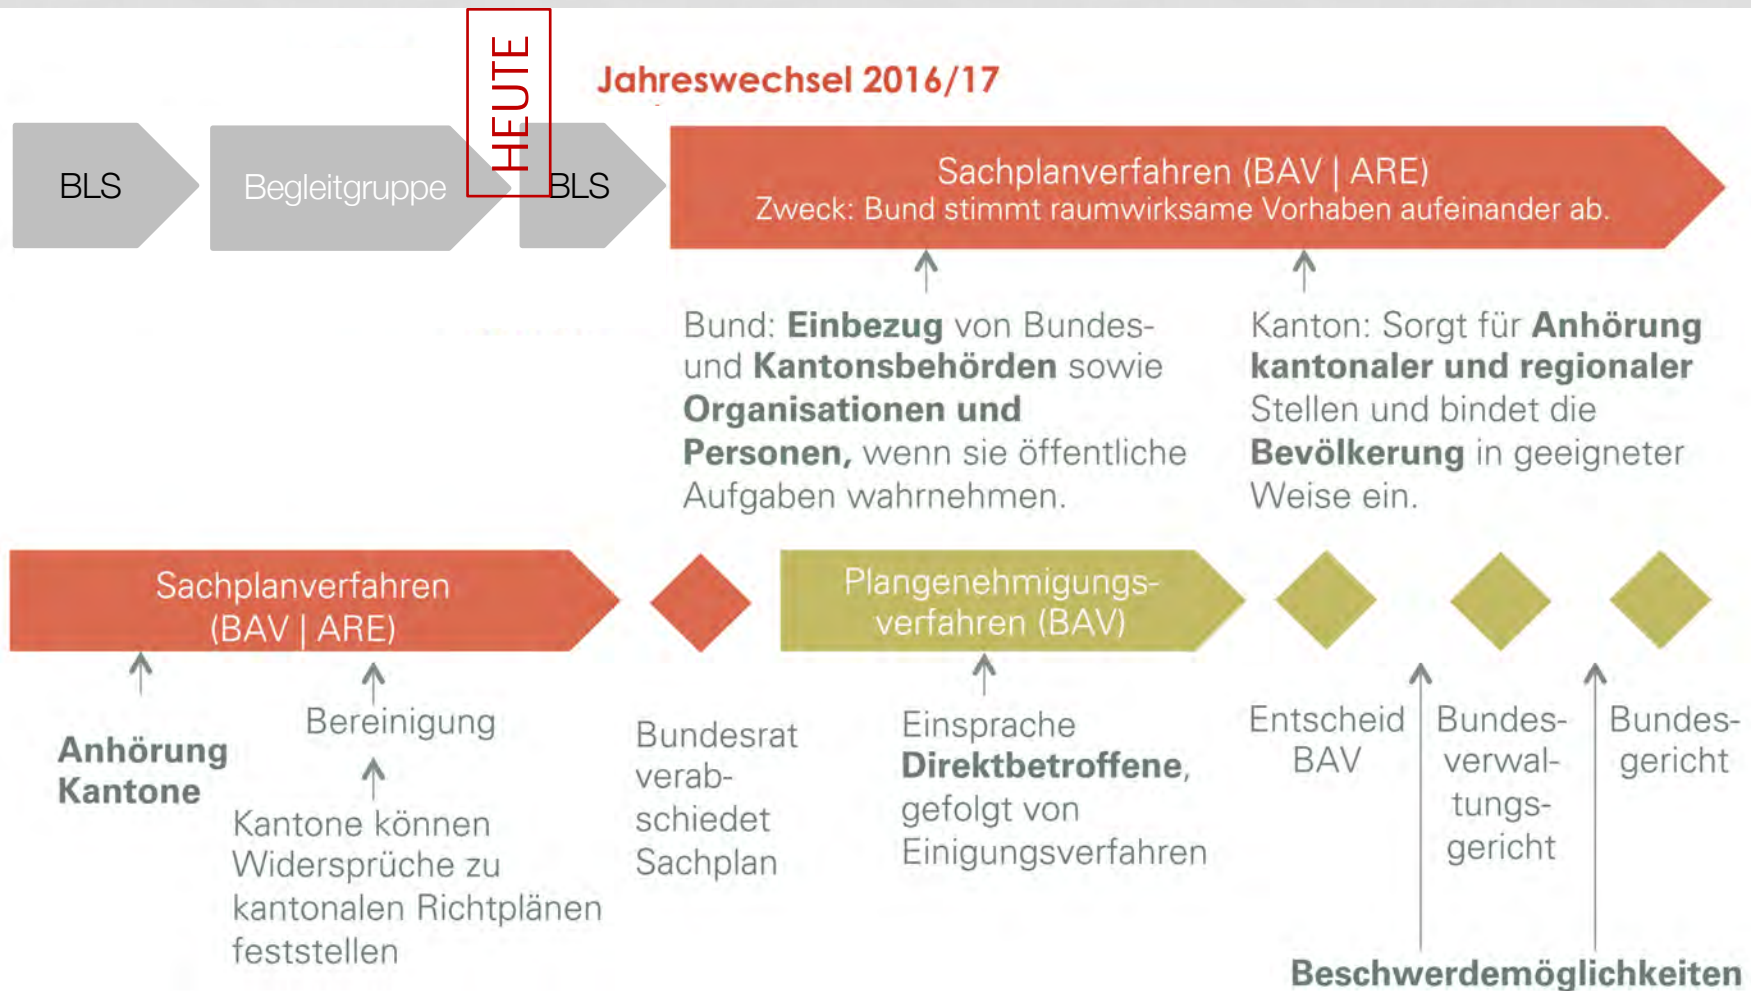 HEUTE
Jahreswechsel 2016/17
BLS
Begleitgruppe
BLS
Sachplanverfahren (BAV | ARE)
Zweck: Bund stimmt raumwirksame Vorhaben aufeinander ab.
Bund: Einbezug von Bundes-
und Kantonsbehörden sowie
Organisationen und
Personen, wenn sie öffentliche
Aufgaben wahrnehmen.
Kanton: Sorgt für Anhörung
kantonaler und regionaler
Stellen und bindet die
Bevölkerung in geeigneter
Weise ein.
Sachplanverfahren
(BAV | ARE)
Plangenehmigungs-
verfahren (BAV)
Anhörung
Kantone
Bereinigung
Kantone können
Widersprüche zu
kantonalen Richtplänen
feststellen
Bundesrat
verab-
schiedet
Sachplan
Einsprache
Direktbetroffene,
gefolgt von
Einigungsverfahren
Entscheid
BAV
Bundes-
verwal-
tungs-
gericht
Bundes-
gericht
Beschwerdemöglichkeiten